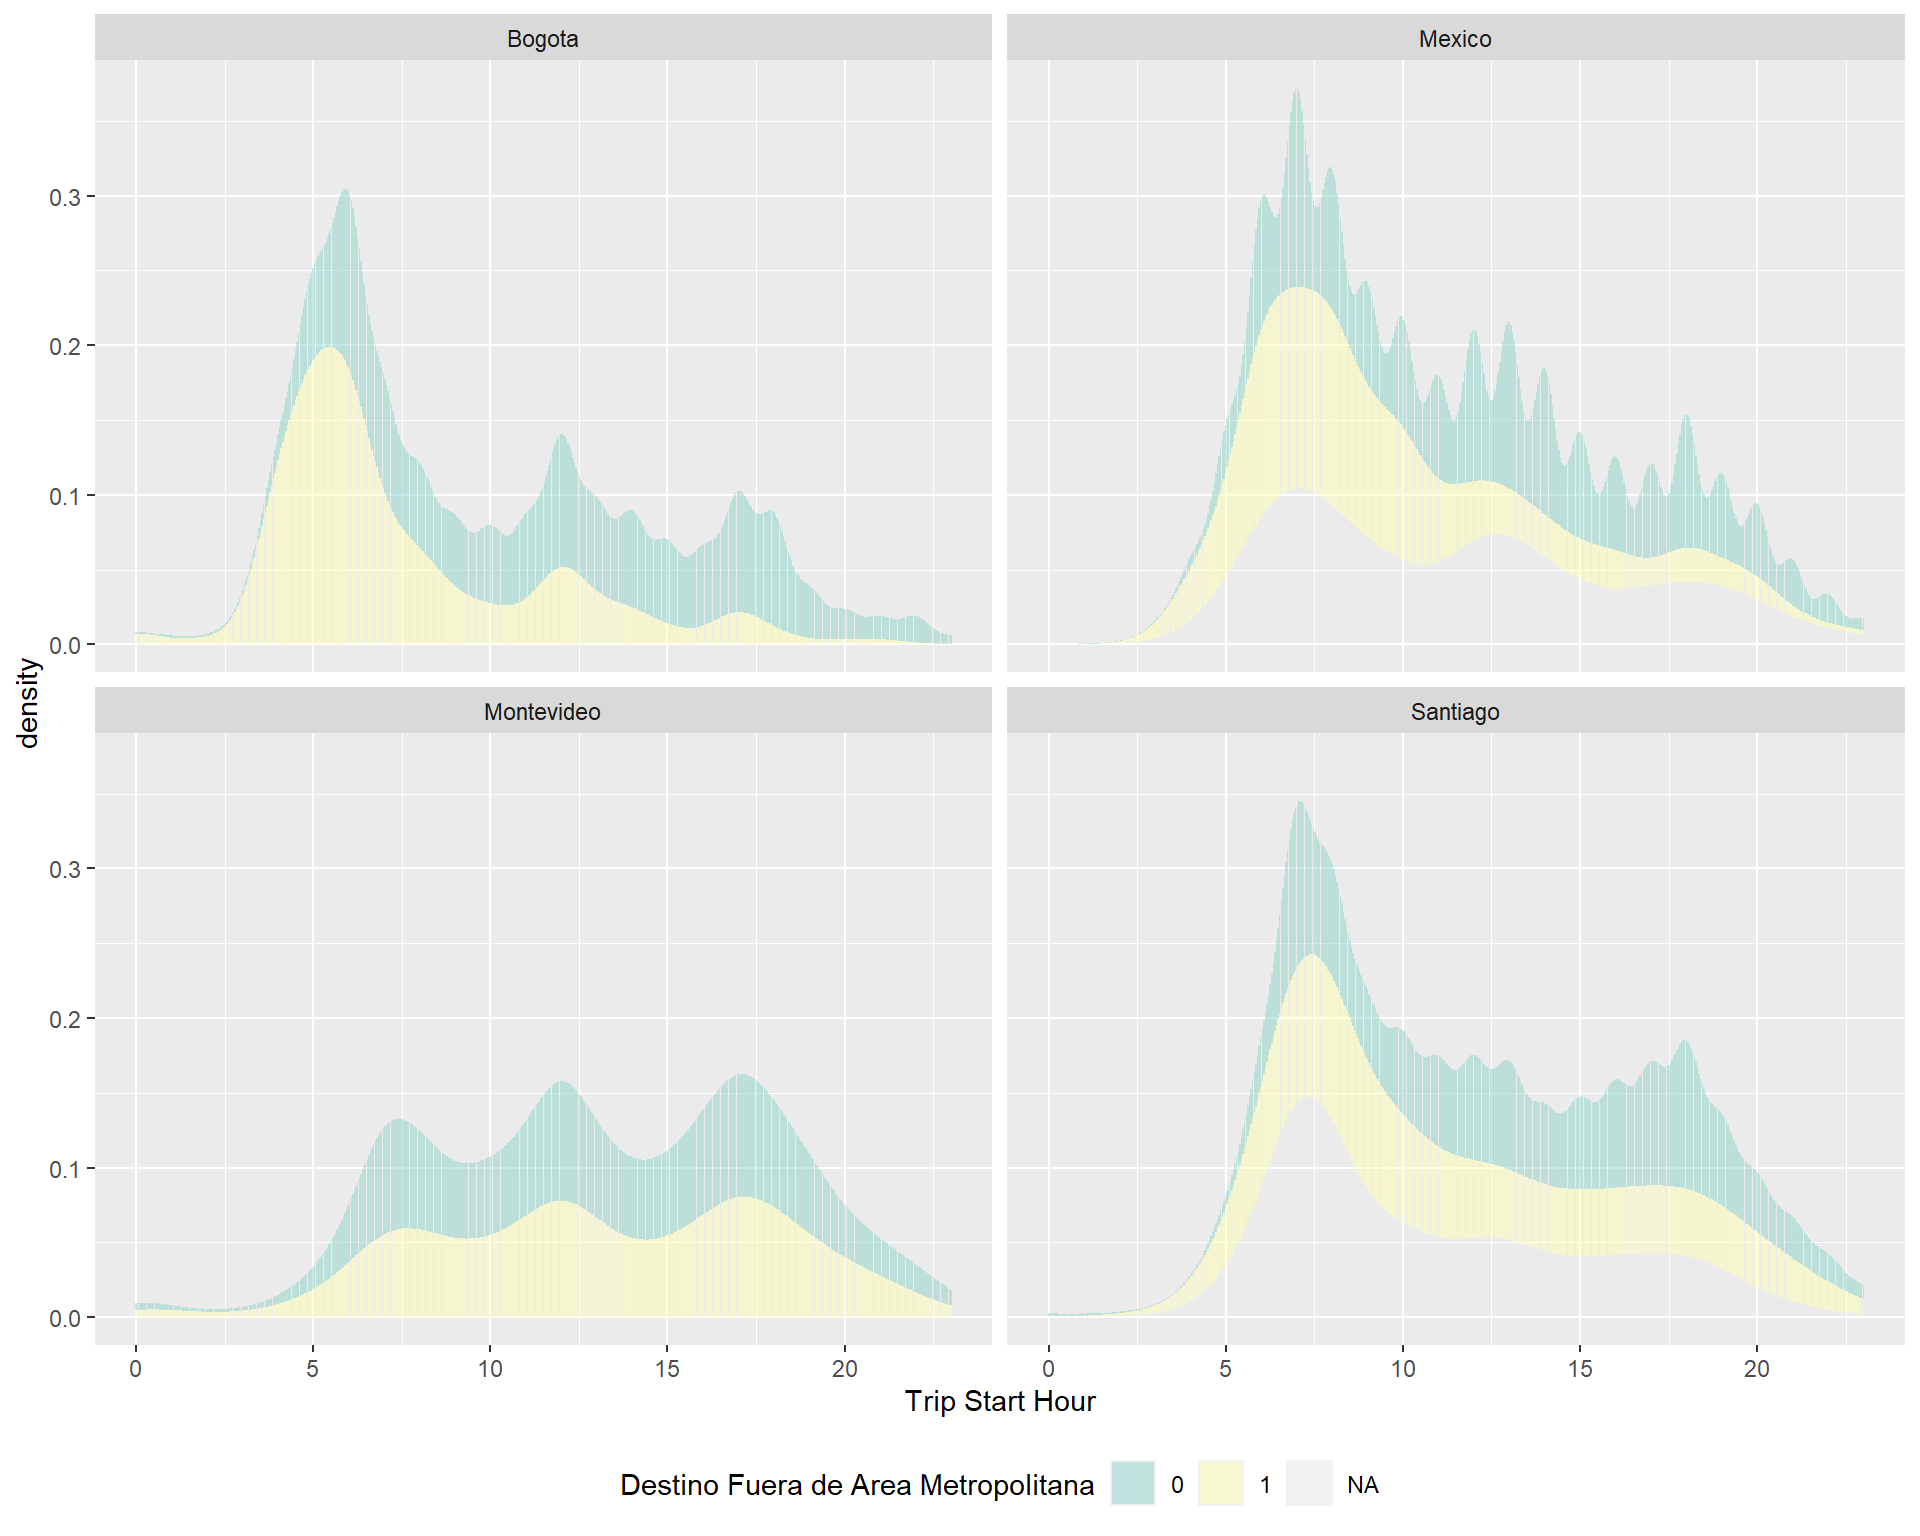 Bogota
Mexico
0.3
0.2
0.1
0.0
density
Montevideo
Santiago
0.3
0.2
0.1
0.0
0 5 10 15 20
0 5 10 15 20
Trip Start Hour
Destino Fuera de Area Metropolitana 0 1 NA